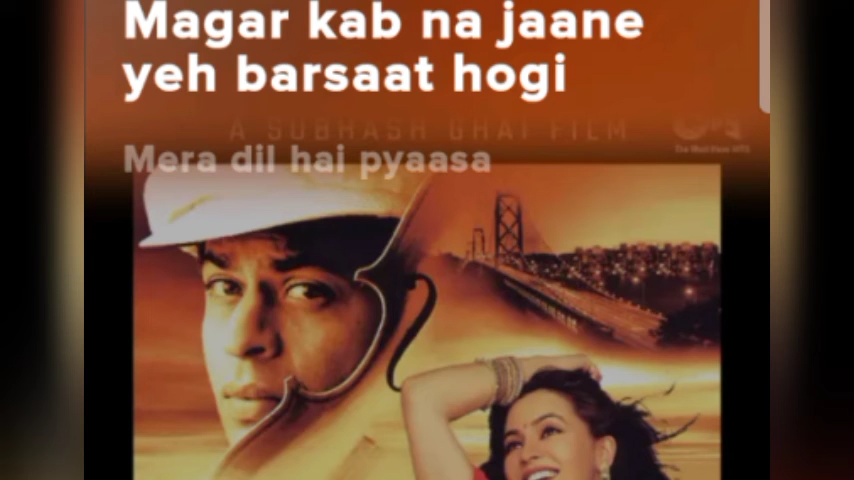 Magar kab na jaane
yeh barsaat hogi
A SUBHASH GHAI FILM
Mera dil hai pyaasa